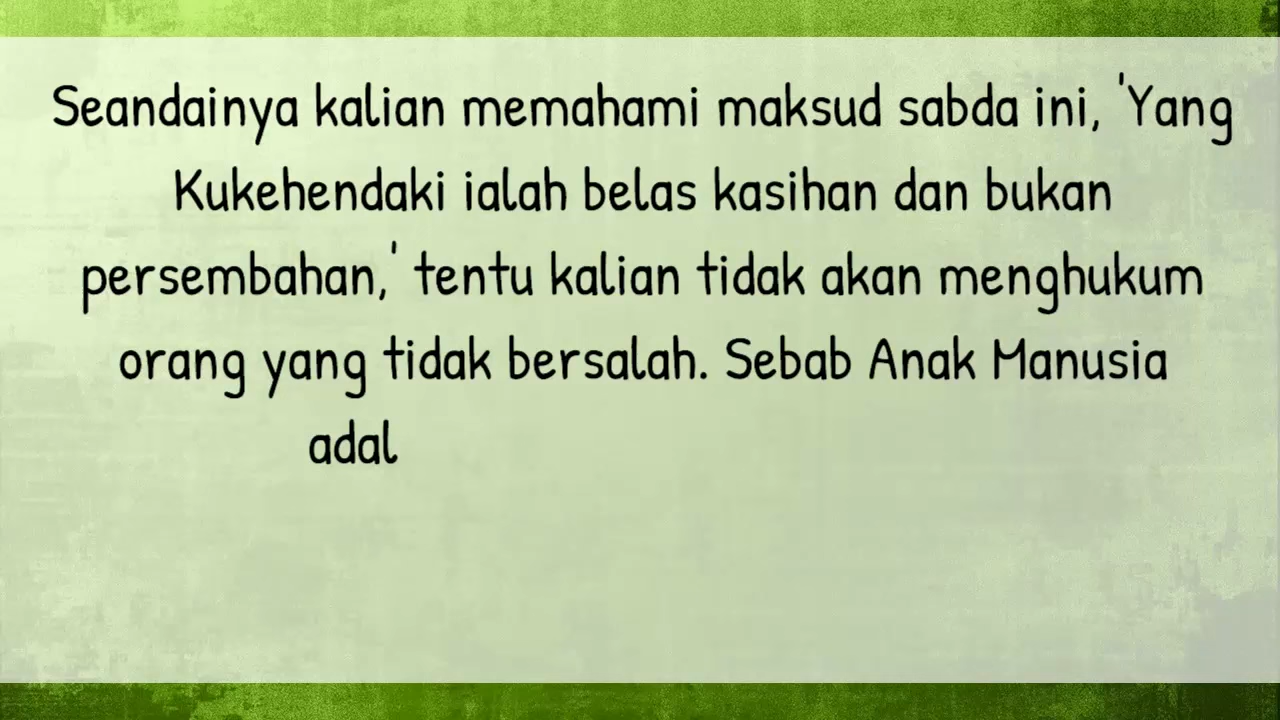 Seandainya kalian memahami maksud sabda ini, 'Yang
Kukehendaki ialah belas kasihan dan bukan
persembahan,' tentu kalian tidak akan menghukum
orang yang tidak bersalah. Sebab Anak Manusia
adal